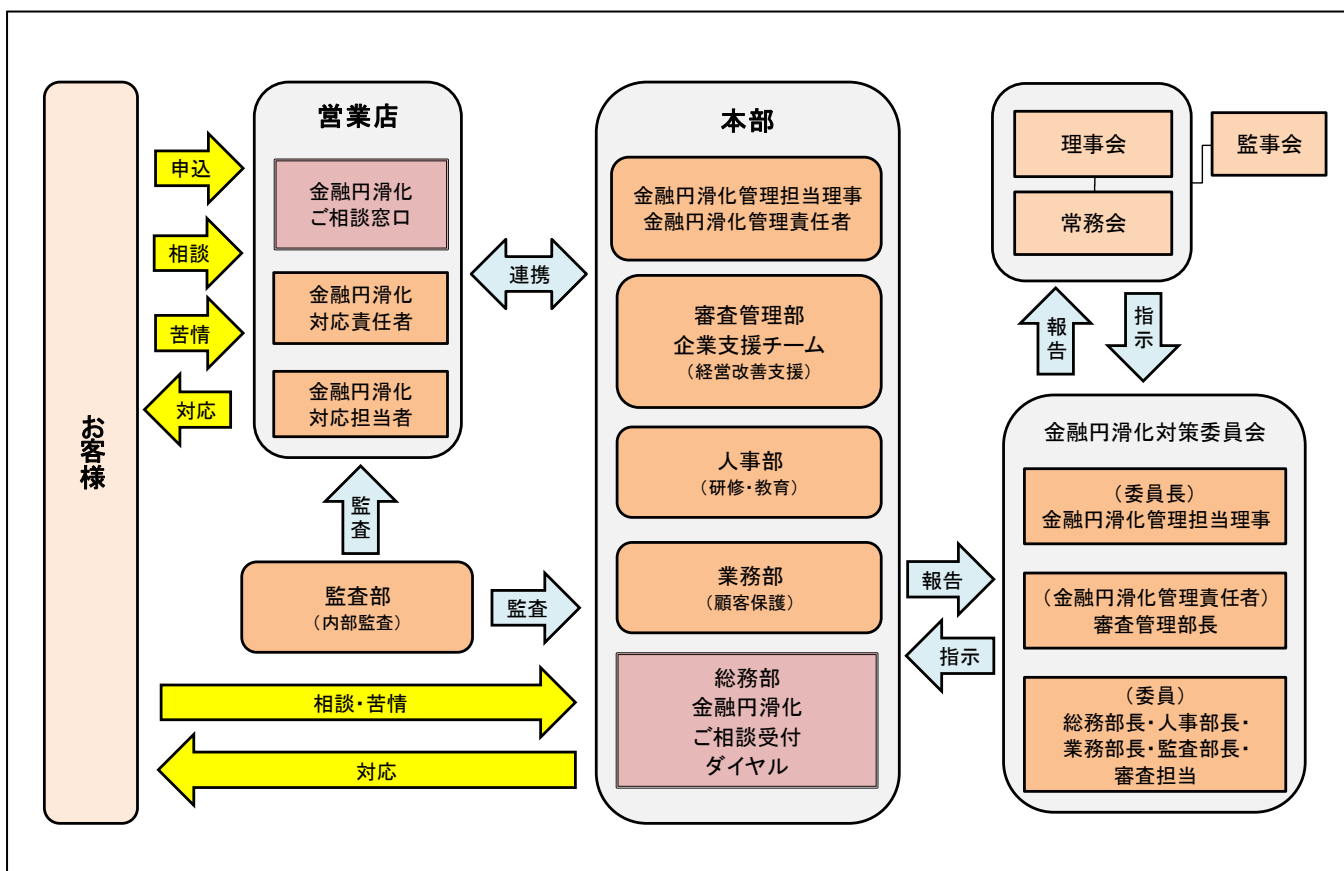 お客様
申込
相談
苦情
対応
営業店
金融円滑化
ご相談窓口
金融円滑化
対応責任者
金融円滑化
対応担当者
監査
監査部
（内部監査）
監査
連携
相談・苦情
対応
本部
金融円滑化管理担当理事
金融円滑化管理責任者
審査管理部
企業支援チーム
（経営改善支援）
人事部
（研修・教育）
業務部
（顧客保護）
総務部
金融円滑化
ご相談受付
ダイヤル
報告
指示
理事会
常務会
監事会
報告
指示
金融円滑化対策委員会
（委員長）
金融円滑化管理担当理事
（金融円滑化管理責任者）
審査管理部長
（委員）
総務部長・人事部長・
業務部長・監査部長・
審査担当